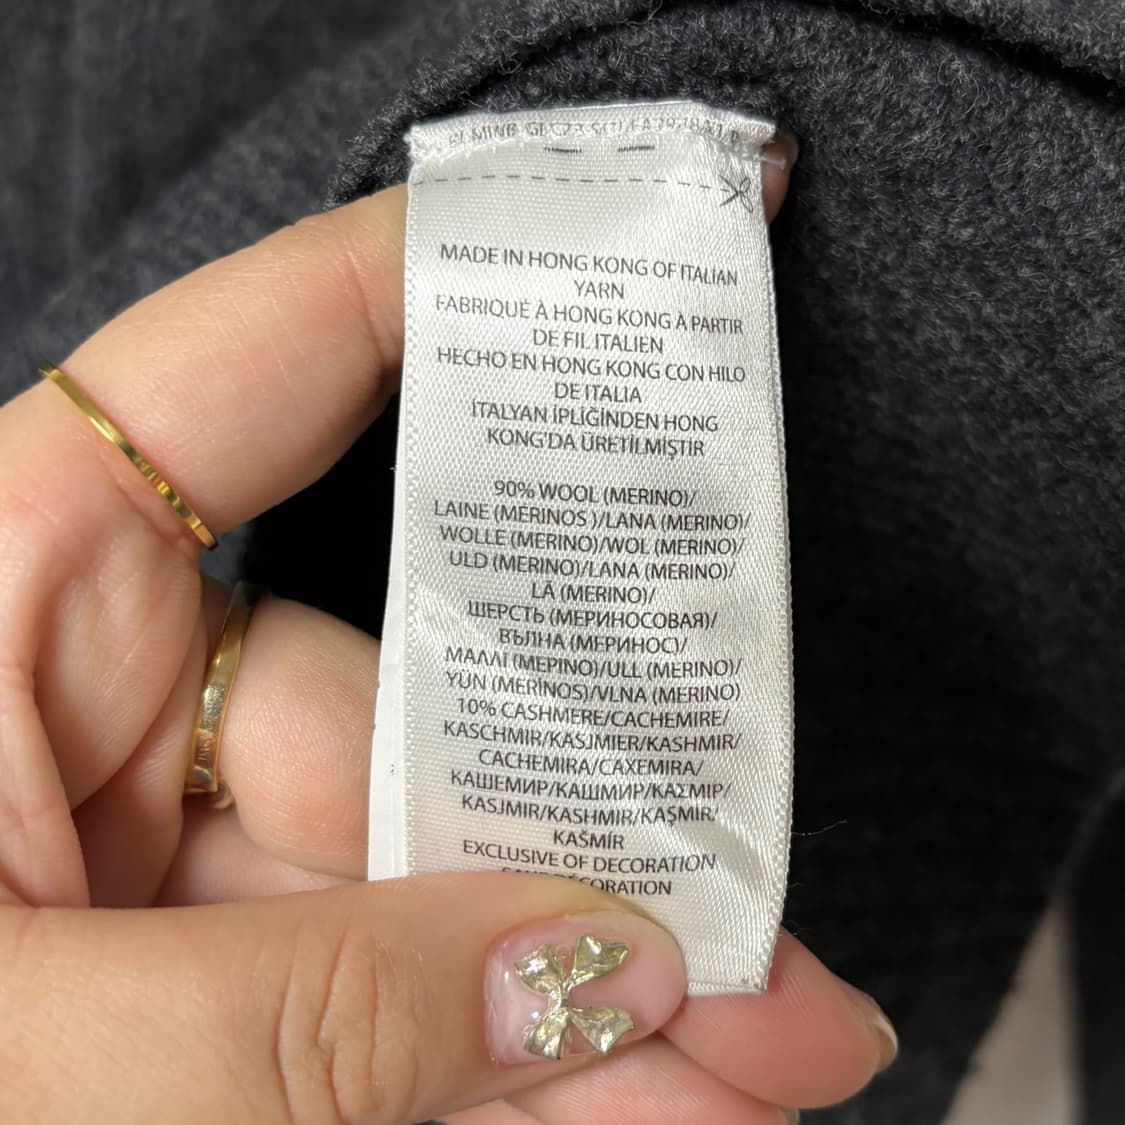 MADE IN HONG KONG OF ITALIAN
YARN
FABRIQUÉ À HONG KONG À PARTIR
DE FIL ITALIEN
HECHO EN HONG KONG CON HILO
DE ITALIA
İTALYAN İPLİĞİNDEN HONG
KONG'DA ÜRETİLMİŞTİR
90% WOOL (MERINO)/
LAINE (MÉRINOS )/LANA (MERINO)/
WOLLE (MERINO)/WOL (MERINO)/
ULD (MERINO)/LANA (MERINO)/
LÃ (MERINO)/
ШЕРСТЬ (МЕРИНОСОВАЯ)/
ВЪЛНА (МЕРИНОС)/
ΜΑΛΛΙ (ΜΕΡΙΝΟ)/ULL (MERINO)/
YÜN (MERİNOS)/VLNA (MERINO)
10% CASHMERE/CACHEMIRE/
KASCHMIR/KASJMIER/KASHMIR/
CACHEMIRA/CAXEMIRA/
КАШЕМИР/КАШМИР/ΚΑΣΜΙΡ/
KASJMIR/KASHMIR/KAŞMİR/
KAŠMÍR
EXCLUSIVE OF DECORATION
DÉCORATION